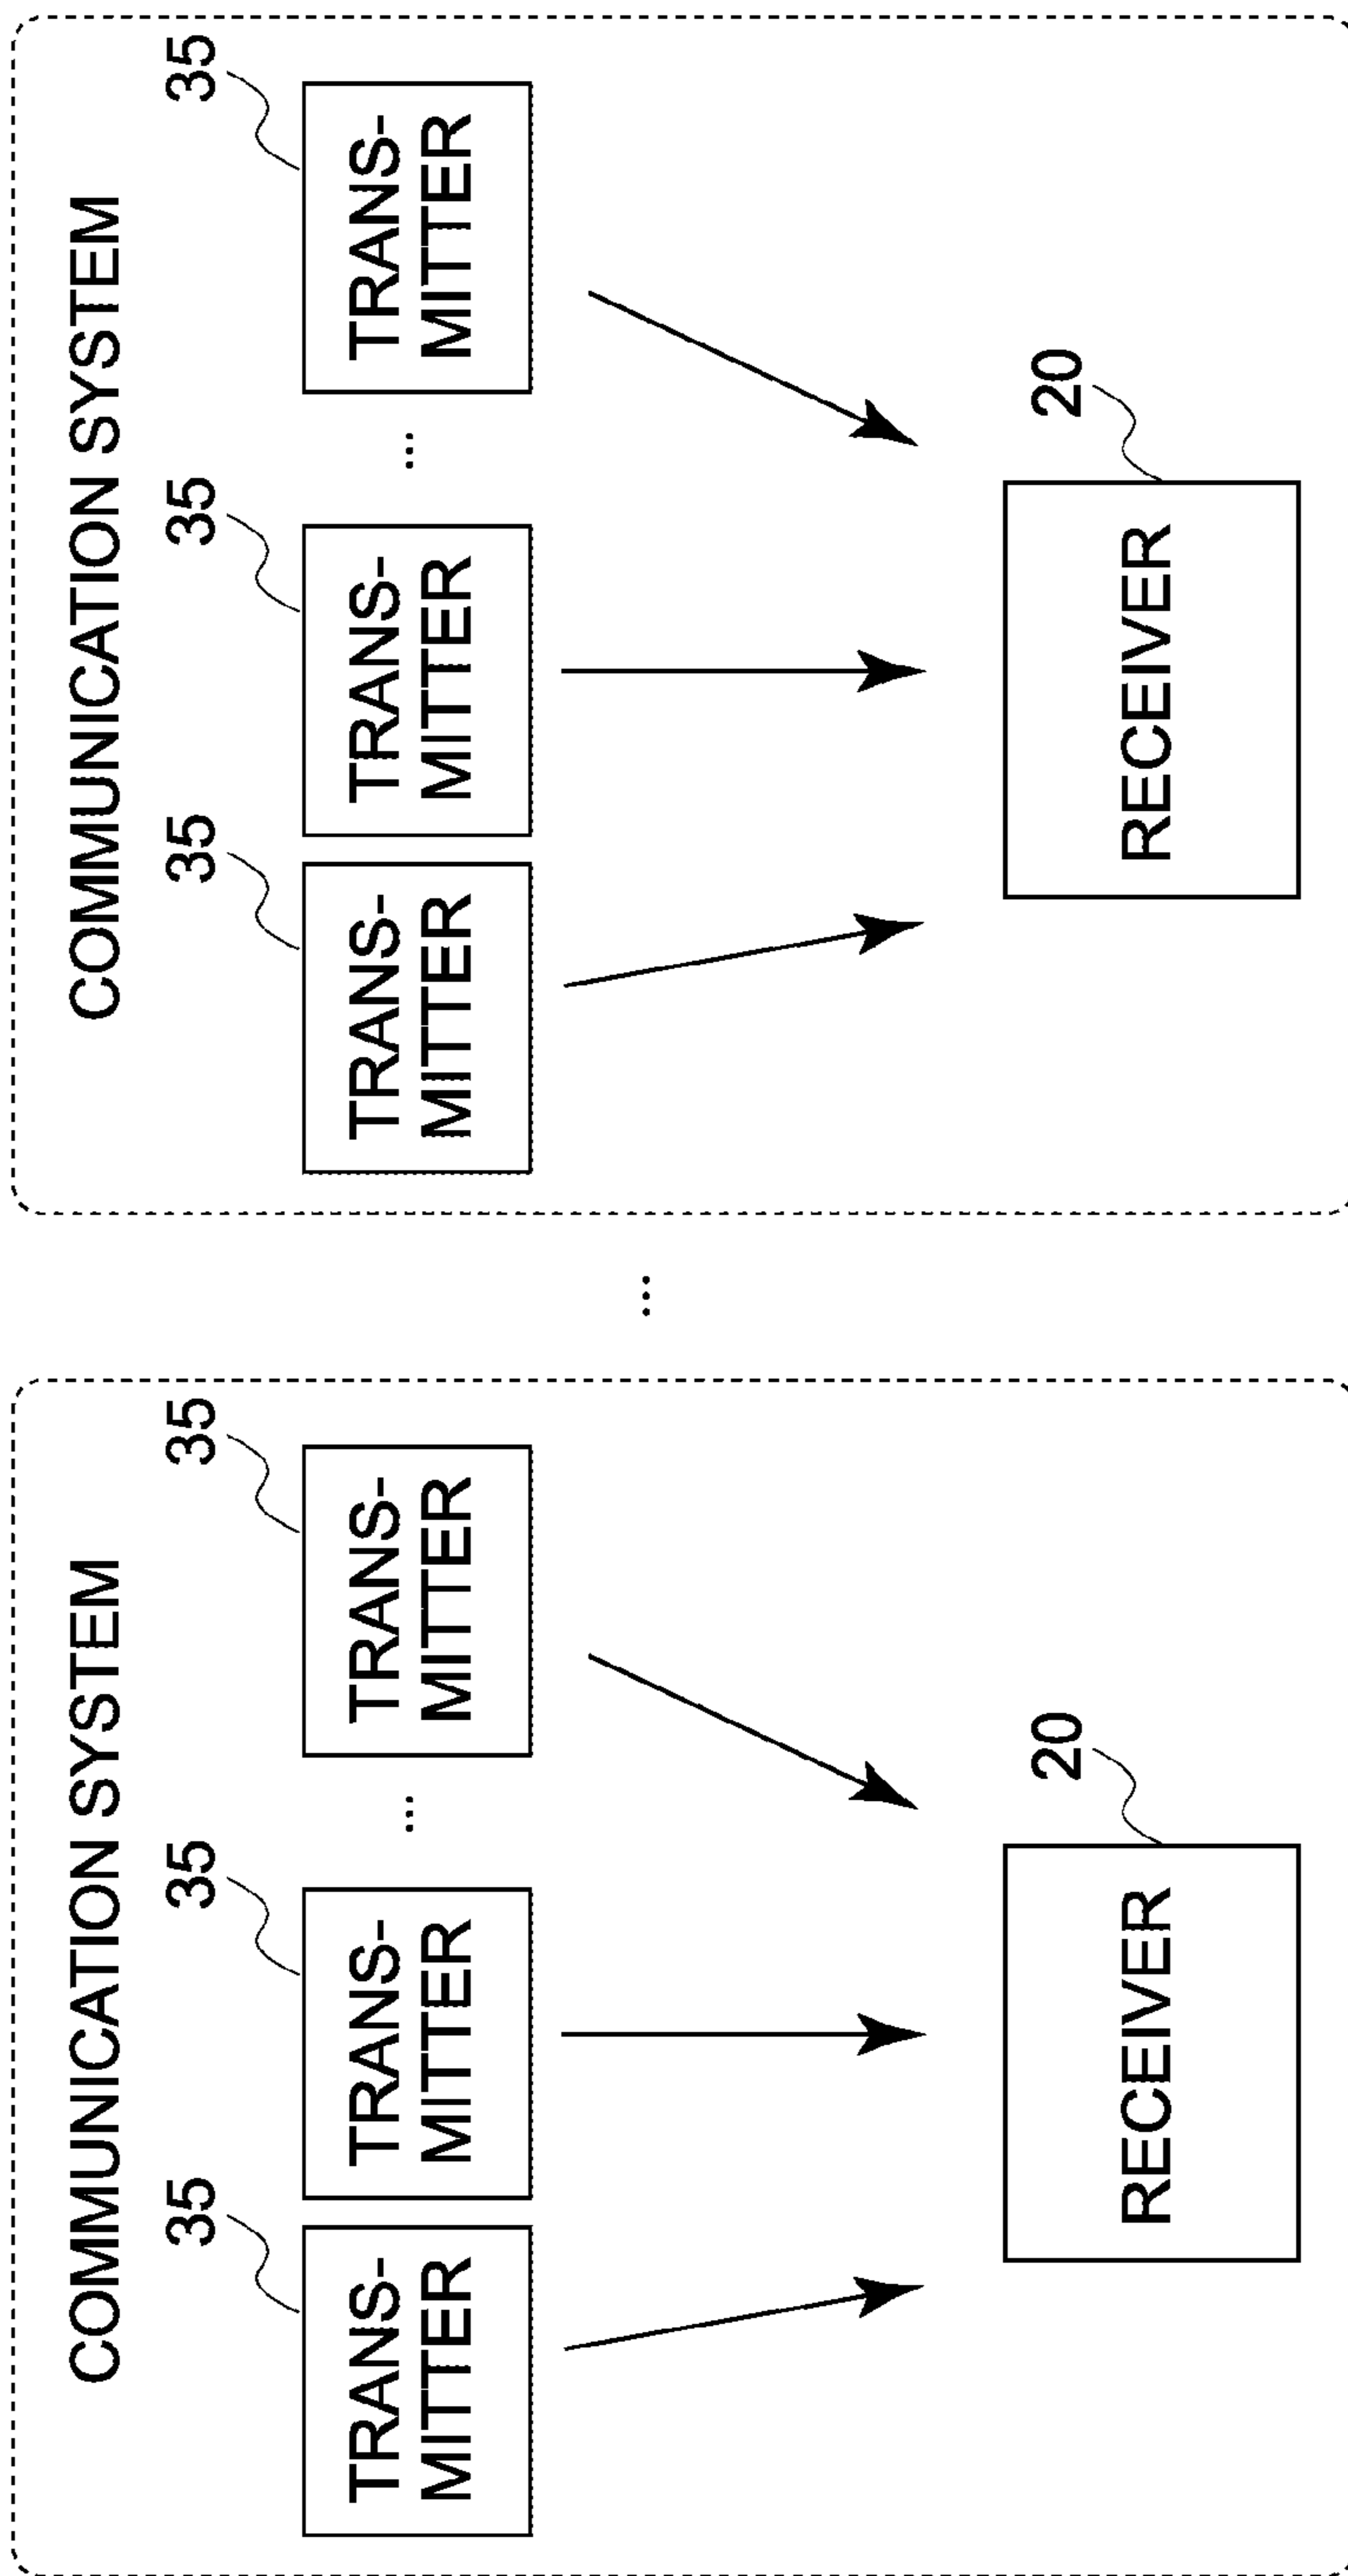 COMMUNICATION SYSTEM
35
35
35
TRANS-
MITTER
TRANS-
MITTER
...
TRANS-
MITTER
20
RECEIVER
...
COMMUNICATION SYSTEM
35
35
35
TRANS-
MITTER
TRANS-
MITTER
...
TRANS-
MITTER
20
RECEIVER